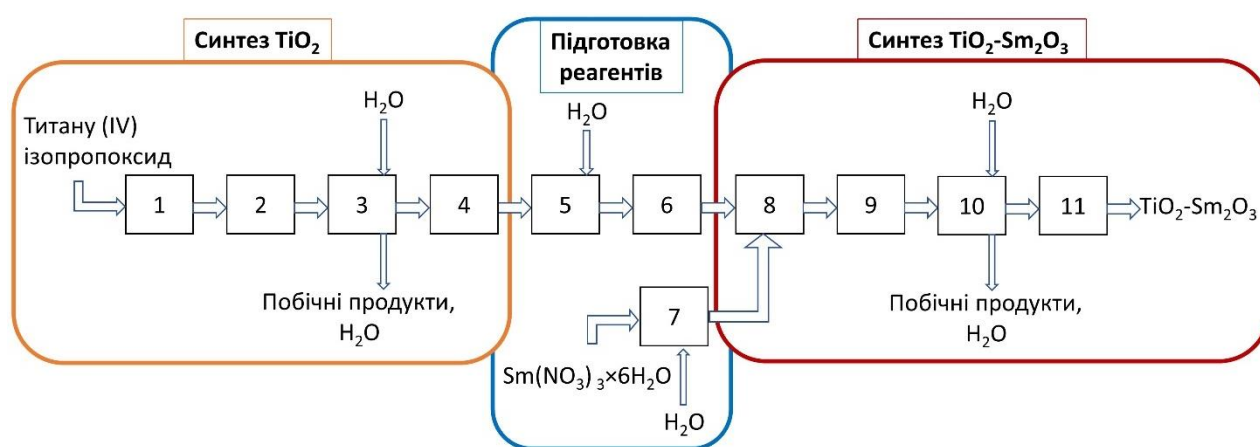 Синтез TiO₂
Підготовка
реагентів
Синтез TiO₂-Sm₂O₃
Титану (IV)
ізопропоксид
H₂O
H₂O
H₂O
1
2
3
4
5
6
8
9
10
11
TiO₂-Sm₂O₃
Побічні продукти,
H₂O
7
Sm(NO₃)₃×6H₂O
H₂O
Побічні продукти,
H₂O